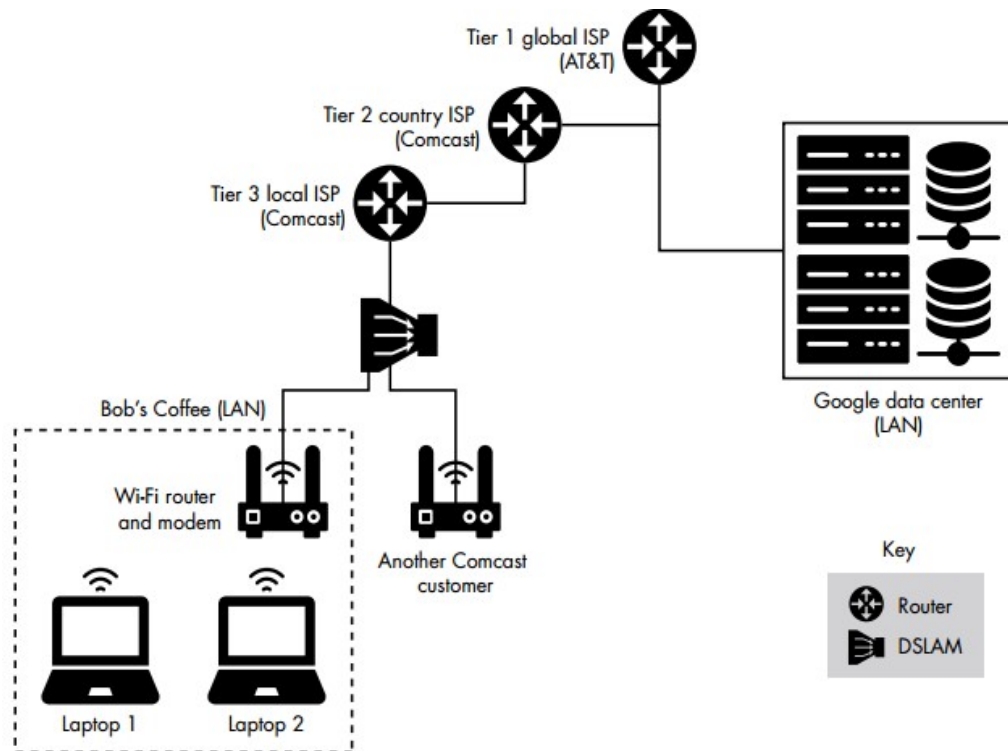 Tier 1 global ISP
(AT&T)
Tier 2 country ISP
(Comcast)
Tier 3 local ISP
(Comcast)
Google data center
(LAN)
Bob’s Coffee (LAN)
Wi-Fi router
and modem
Another Comcast
customer
Laptop 1
Laptop 2
Key
Router
DSLAM